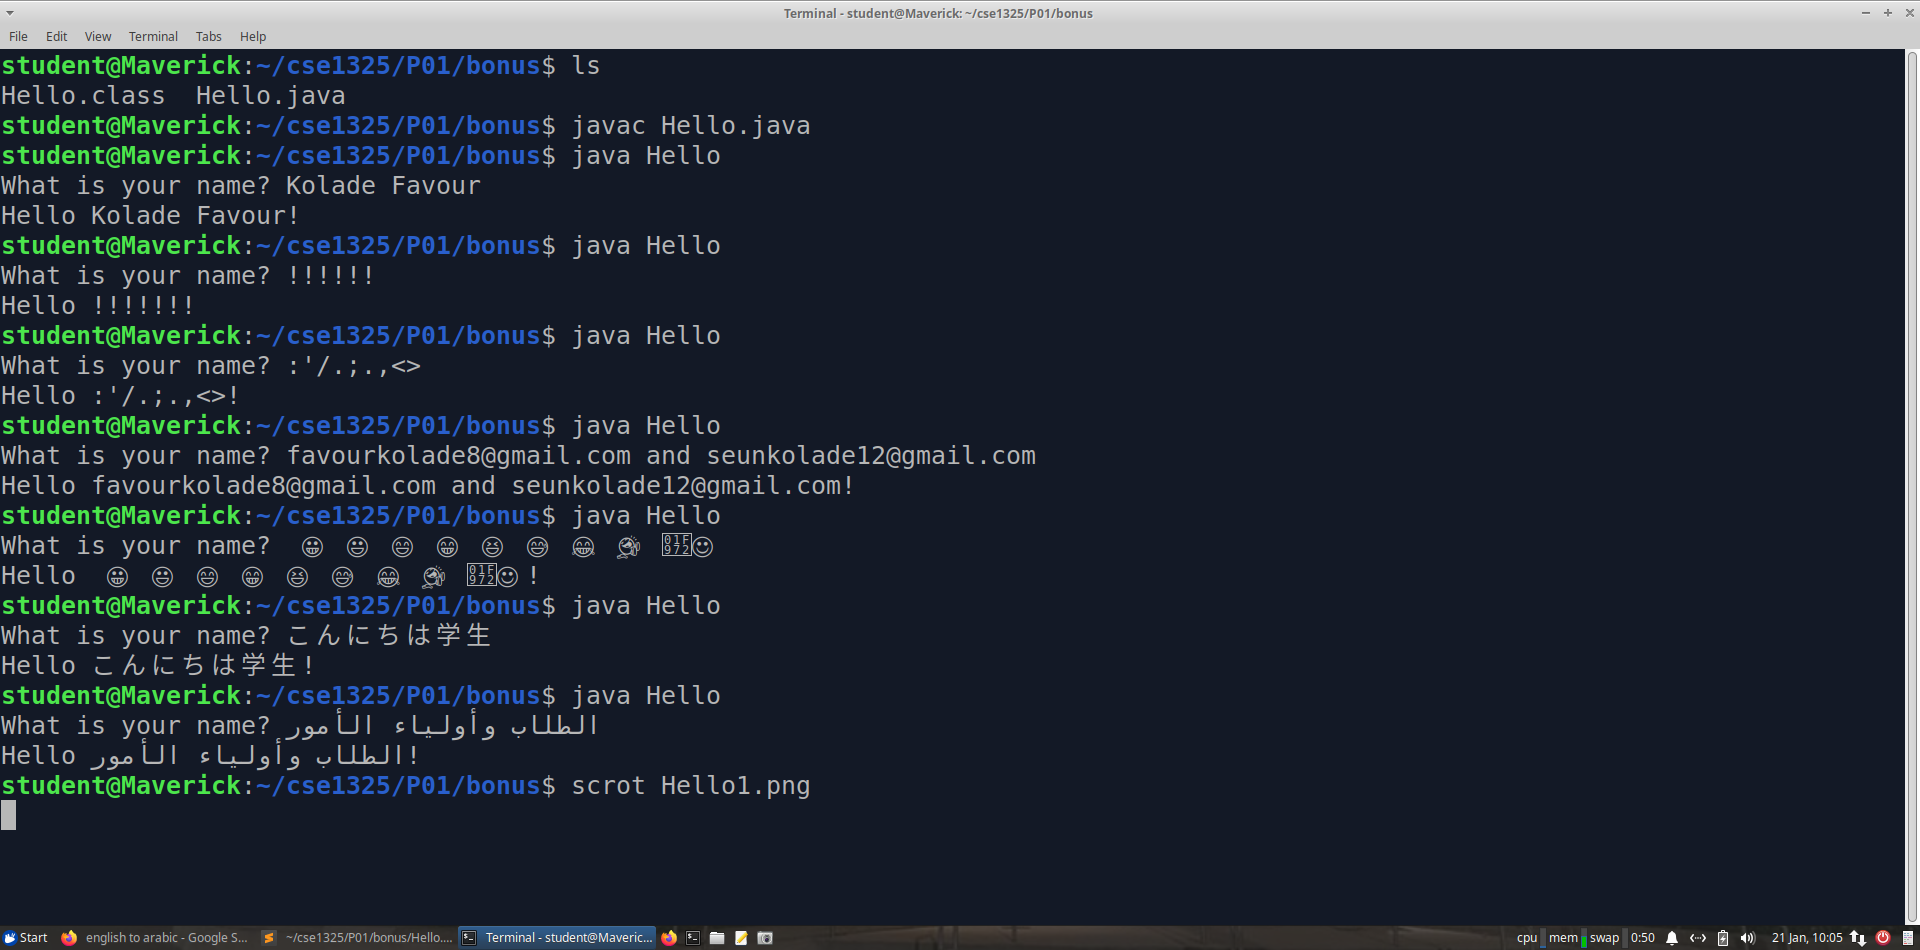 Terminal - student@Maverick: ~/cse1325/P01/bonus
File Edit View Terminal Tabs Help
student@Maverick:~/cse1325/P01/bonus$ ls
Hello.class  Hello.java
student@Maverick:~/cse1325/P01/bonus$ javac Hello.java
student@Maverick:~/cse1325/P01/bonus$ java Hello
What is your name? Kolade Favour
Hello Kolade Favour!
student@Maverick:~/cse1325/P01/bonus$ java Hello
What is your name? !!!!!!
Hello !!!!!!!
student@Maverick:~/cse1325/P01/bonus$ java Hello
What is your name? :'/.;.,<>
Hello :'/.;.,<>!
student@Maverick:~/cse1325/P01/bonus$ java Hello
What is your name? favourkolade8@gmail.com and seunkolade12@gmail.com
Hello favourkolade8@gmail.com and seunkolade12@gmail.com!
student@Maverick:~/cse1325/P01/bonus$ java Hello
What is your name?
Hello !
student@Maverick:~/cse1325/P01/bonus$ java Hello
What is your name? こんにちは学生
Hello こんにちは学生!
student@Maverick:~/cse1325/P01/bonus$ java Hello
What is your name? الطلاب وأولياء الأمور
Hello الطلاب وأولياء الأمور!
student@Maverick:~/cse1325/P01/bonus$ scrot Hello1.png
Start english to arabic - Google S... ~/cse1325/P01/bonus/Hello.... Terminal - student@Maveric... cpu mem swap 0:50 21 Jan, 10:05